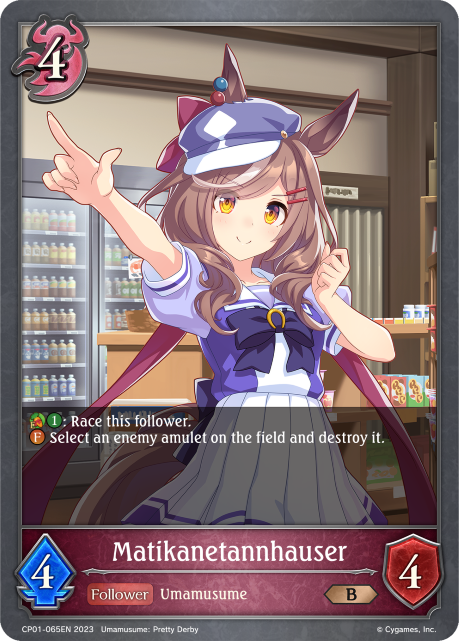 4
1 : Race this follower.
F Select an enemy amulet on the field and destroy it.
Matikanetannhauser
4 Follower Umamusume B 4
CP01-065EN 2023 Umamusume: Pretty Derby © Cygames, Inc.